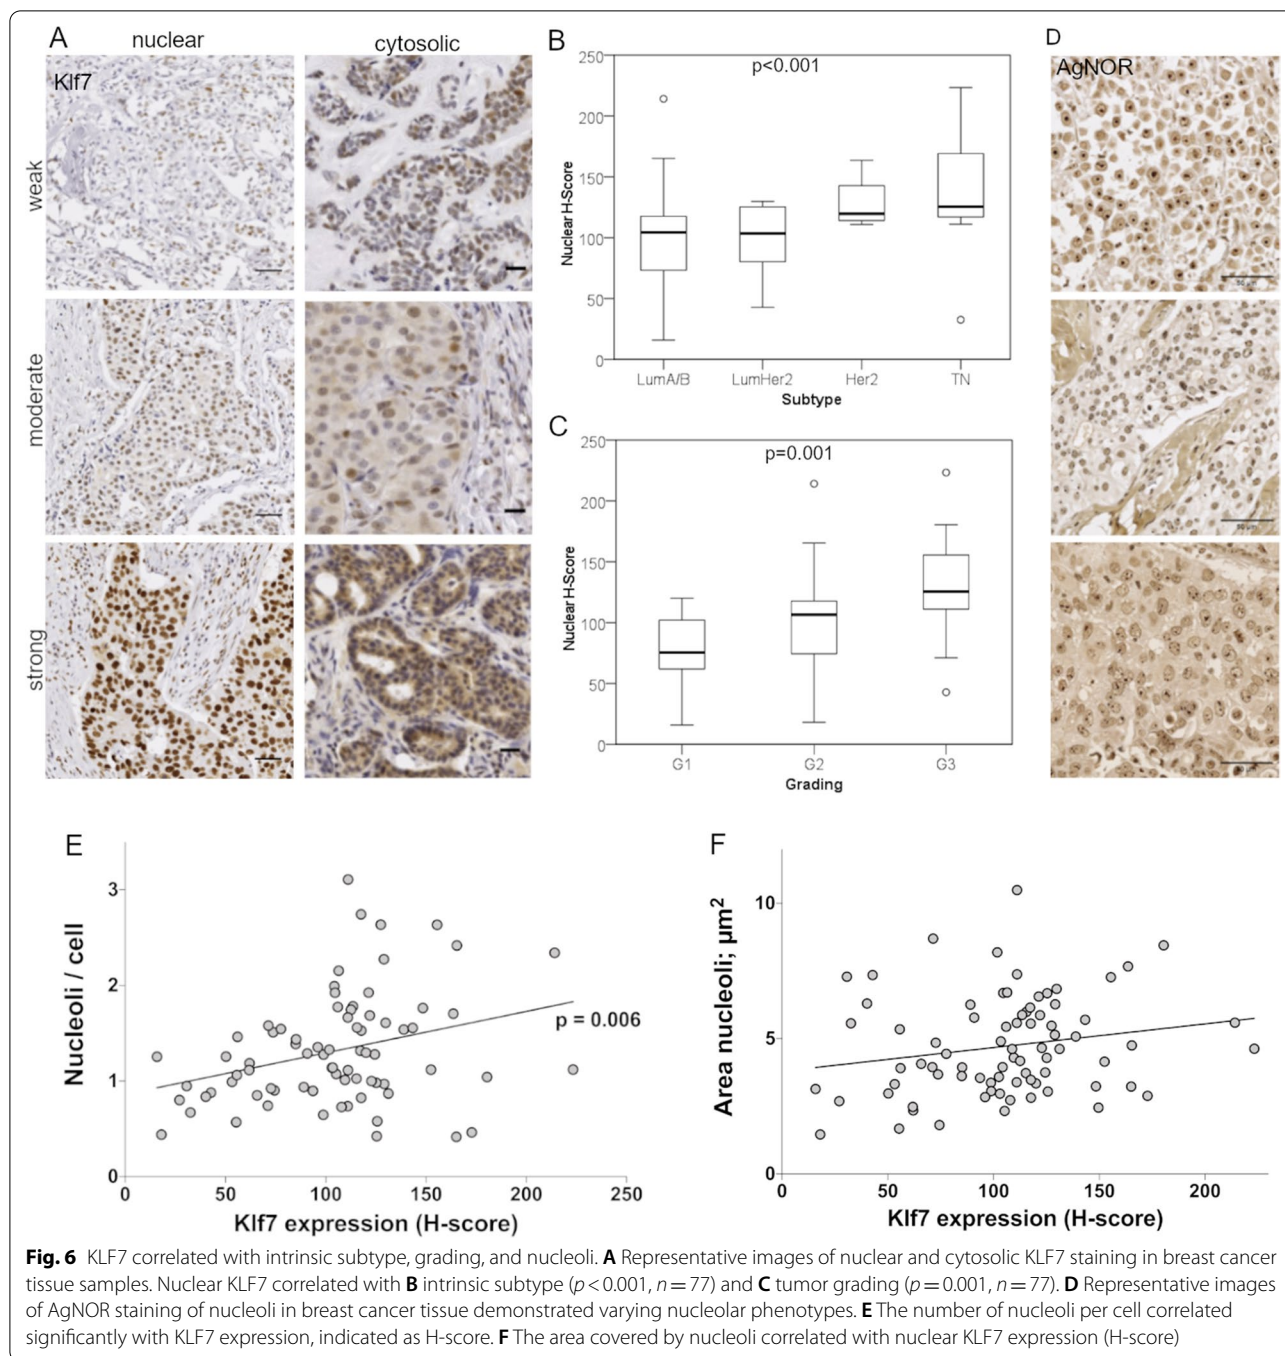 A
nuclear
cytosolic
Klf7
weak
moderate
strong
B
p<0.001
Nuclear H-Score
250
200
150
100
50
0
LumA/B LumHer2 Her2 TN
Subtype
C
p=0.001
Nuclear H-Score
250
200
150
100
50
0
G1 G2 G3
Grading
D
AgNOR
50 µm
50 µm
E
Nucleoli / cell
3
2
1
0
p = 0.006
0 50 100 150 200 250
Klf7 expression (H-score)
F
Area nucleoli; µm²
10
5
0
0 50 100 150 200
Klf7 expression (H-score)
Fig. 6 KLF7 correlated with intrinsic subtype, grading, and nucleoli. A Representative images of nuclear and cytosolic KLF7 staining in breast cancer
tissue samples. Nuclear KLF7 correlated with B intrinsic subtype (p < 0.001, n = 77) and C tumor grading (p = 0.001, n = 77). D Representative images
of AgNOR staining of nucleoli in breast cancer tissue demonstrated varying nucleolar phenotypes. E The number of nucleoli per cell correlated
significantly with KLF7 expression, indicated as H-score. F The area covered by nucleoli correlated with nuclear KLF7 expression (H-score)